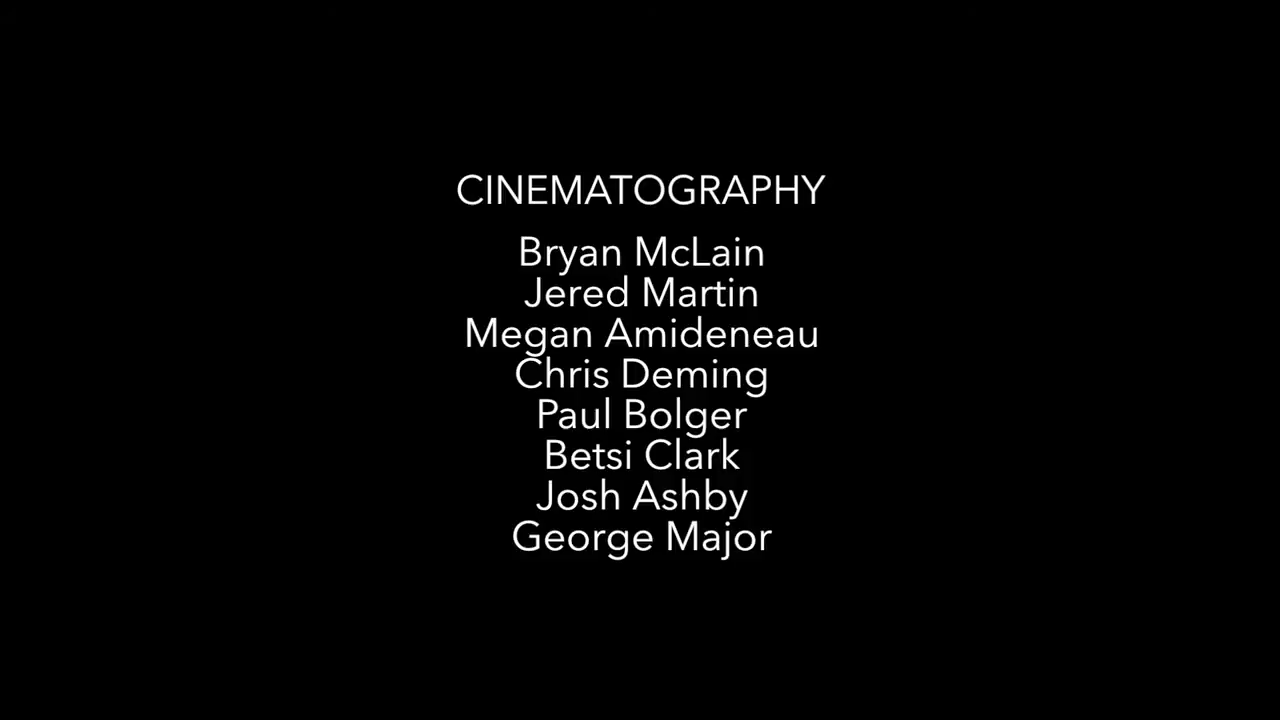 CINEMATOGRAPHY
Bryan McLain
Jered Martin
Megan Amideneau
Chris Deming
Paul Bolger
Betsi Clark
Josh Ashby
George Major